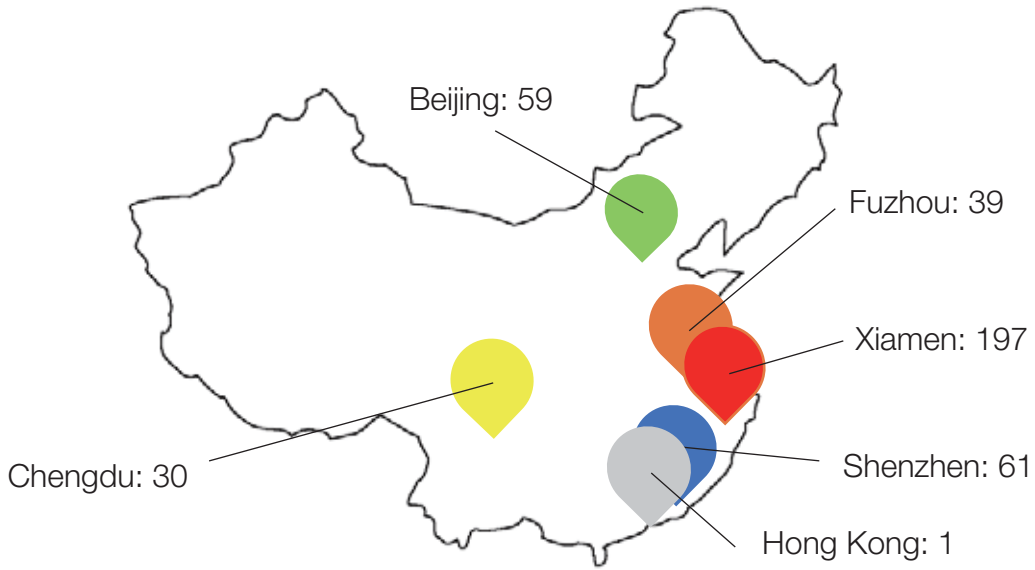 Beijing: 59
Fuzhou: 39
Xiamen: 197
Chengdu: 30
Shenzhen: 61
Hong Kong: 1